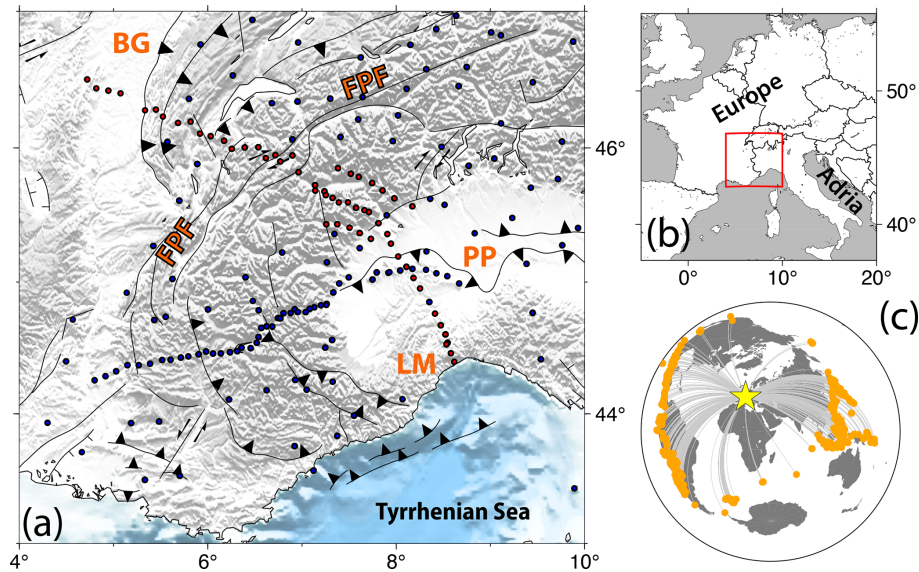 BG
FPF
FPF
PP
LM
Tyrrhenian Sea
(a)
46°
44°
4°
6°
8°
10°
Europe
Adria
(b)
50°
40°
0°
10°
20°
(c)